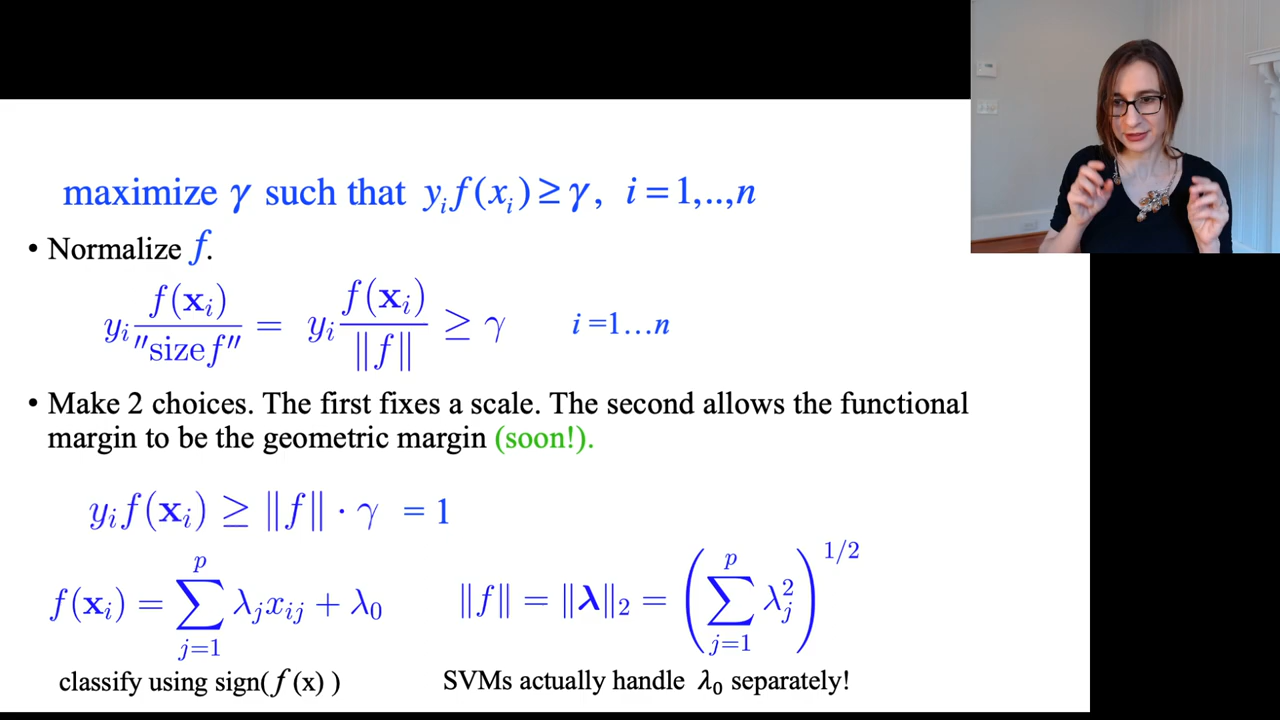 maximize γ such that yᵢf(xᵢ) ≥ γ, i = 1,..,n
• Normalize f.
yᵢ f(𝐱ᵢ) / "size f" = yᵢ f(𝐱ᵢ) / ‖f‖ ≥ γ i =1…n
• Make 2 choices. The first fixes a scale. The second allows the functional
margin to be the geometric margin (soon!).
yᵢf(𝐱ᵢ) ≥ ‖f‖ · γ = 1
f(𝐱ᵢ) = ∑_{j=1}^{p} λⱼxᵢⱼ + λ₀ ‖f‖ = ‖𝛌‖₂ = (∑_{j=1}^{p} λⱼ²)^{1/2}
classify using sign( f (x) ) SVMs actually handle λ₀ separately!